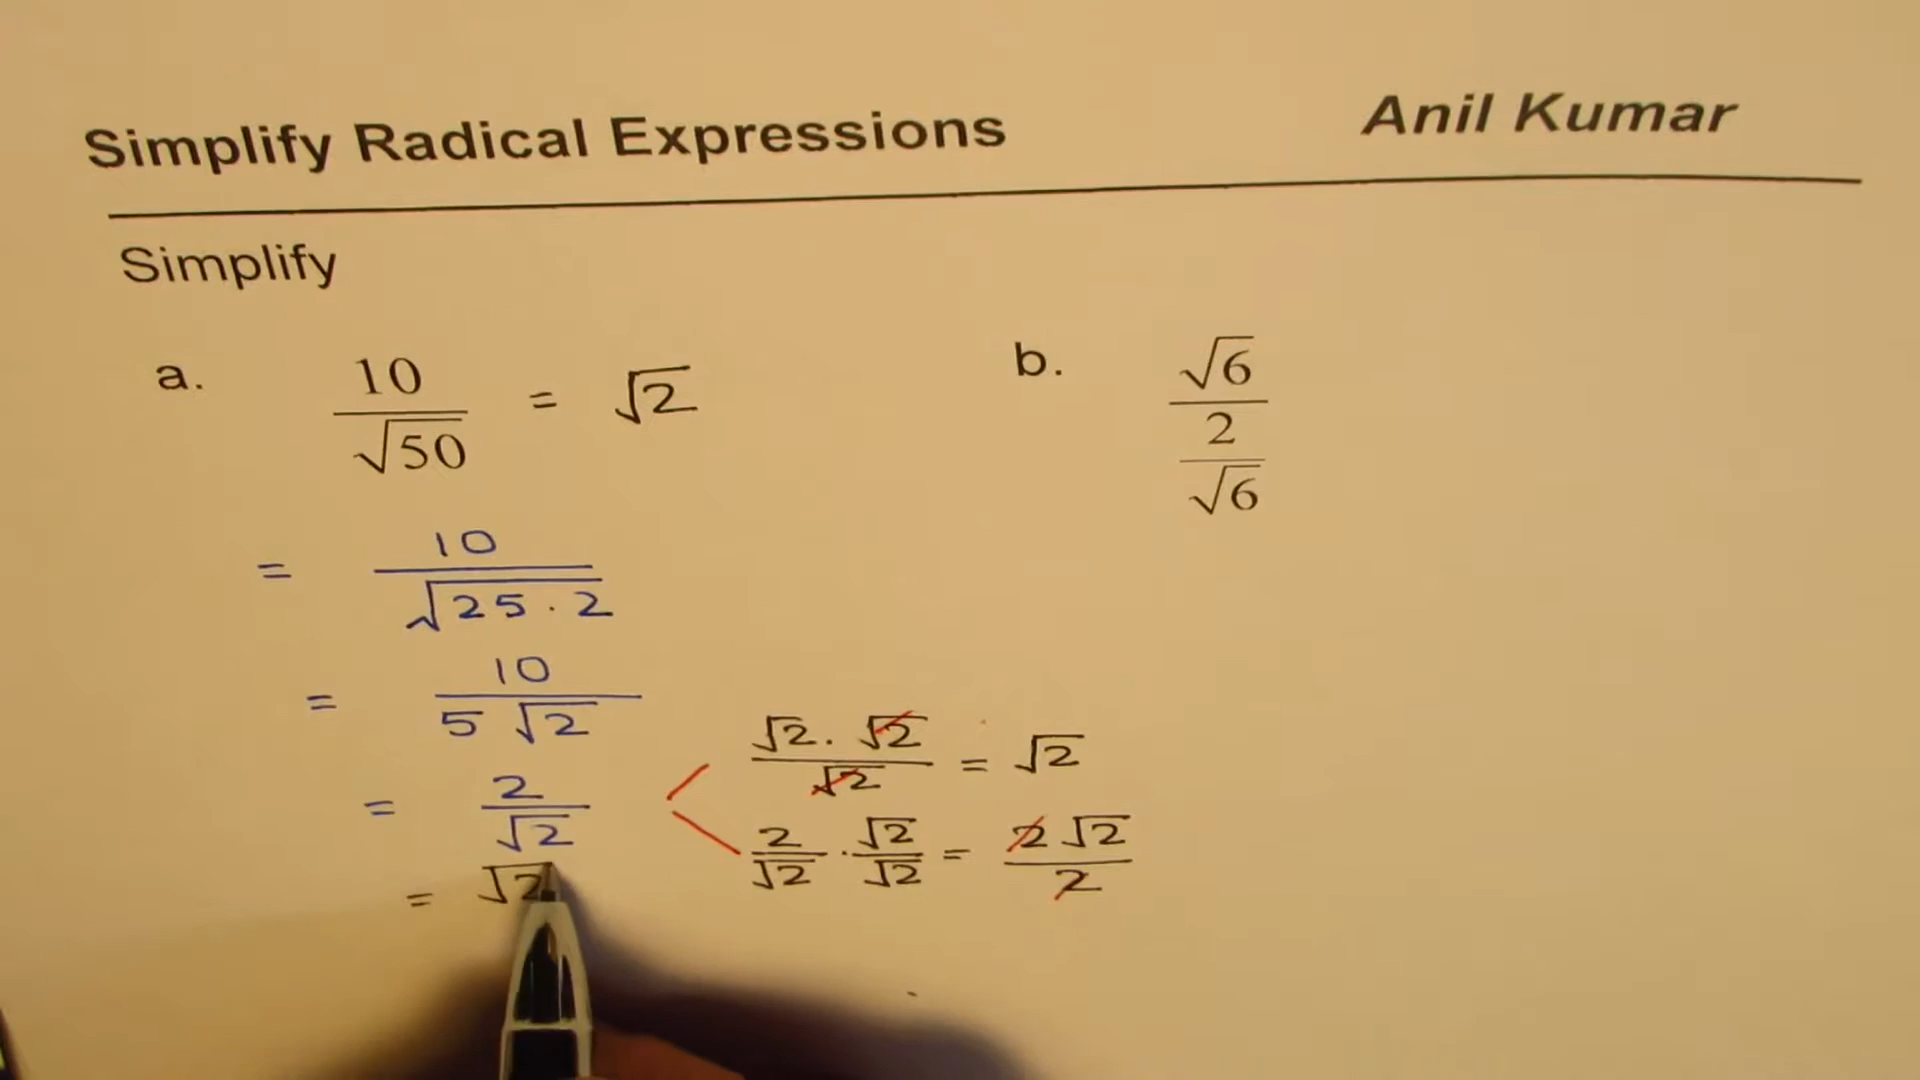 Simplify Radical Expressions
Anil Kumar
Simplify
a. 10/√50 = √2
= 10/√(25 · 2)
= 10/(5 √2)
= 2/√2
(√2 · √2)/√2 = √2
2/√2 · √2/√2 = (2√2)/2
= √2
b. √6/(2/√6)